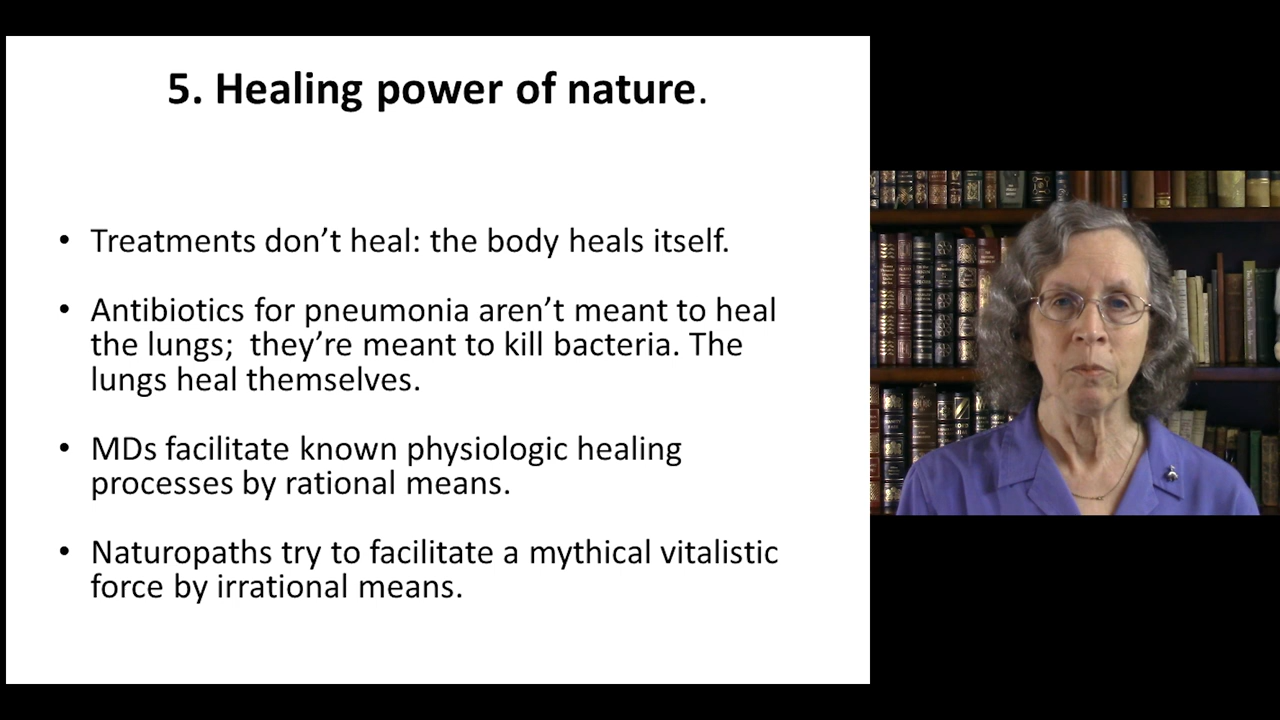 5. Healing power of nature.
• Treatments don’t heal: the body heals itself.
• Antibiotics for pneumonia aren’t meant to heal
the lungs;  they’re meant to kill bacteria. The
lungs heal themselves.
• MDs facilitate known physiologic healing
processes by rational means.
• Naturopaths try to facilitate a mythical vitalistic
force by irrational means.